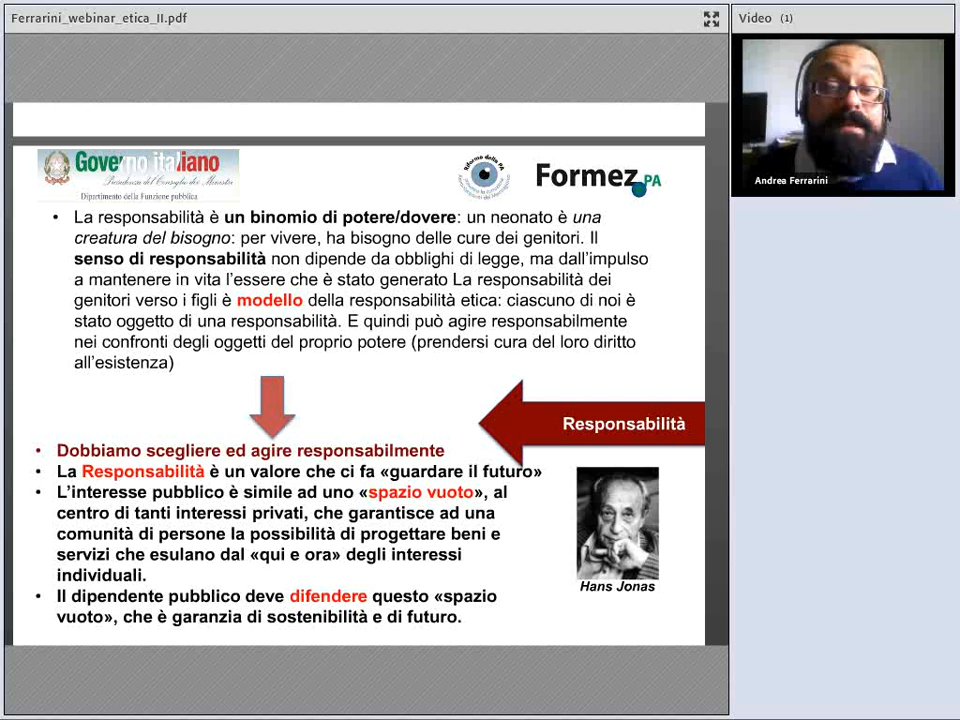 Ferrarini_webinar_etica_II.pdf
Video (1)
Andrea Ferrarini
Governo italiano
Presidenza del Consiglio dei Ministri
Dipartimento della Funzione pubblica
Riforme della PA
Formez PA
• La responsabilità è un binomio di potere/dovere: un neonato è una
creatura del bisogno: per vivere, ha bisogno delle cure dei genitori. Il
senso di responsabilità non dipende da obblighi di legge, ma dall'impulso
a mantenere in vita l'essere che è stato generato La responsabilità dei
genitori verso i figli è modello della responsabilità etica: ciascuno di noi è
stato oggetto di una responsabilità. E quindi può agire responsabilmente
nei confronti degli oggetti del proprio potere (prendersi cura del loro diritto
all'esistenza)
Responsabilità
• Dobbiamo scegliere ed agire responsabilmente
• La Responsabilità è un valore che ci fa «guardare il futuro»
• L'interesse pubblico è simile ad uno «spazio vuoto», al
centro di tanti interessi privati, che garantisce ad una
comunità di persone la possibilità di progettare beni e
servizi che esulano dal «qui e ora» degli interessi
individuali.
• Il dipendente pubblico deve difendere questo «spazio
vuoto», che è garanzia di sostenibilità e di futuro.
Hans Jonas